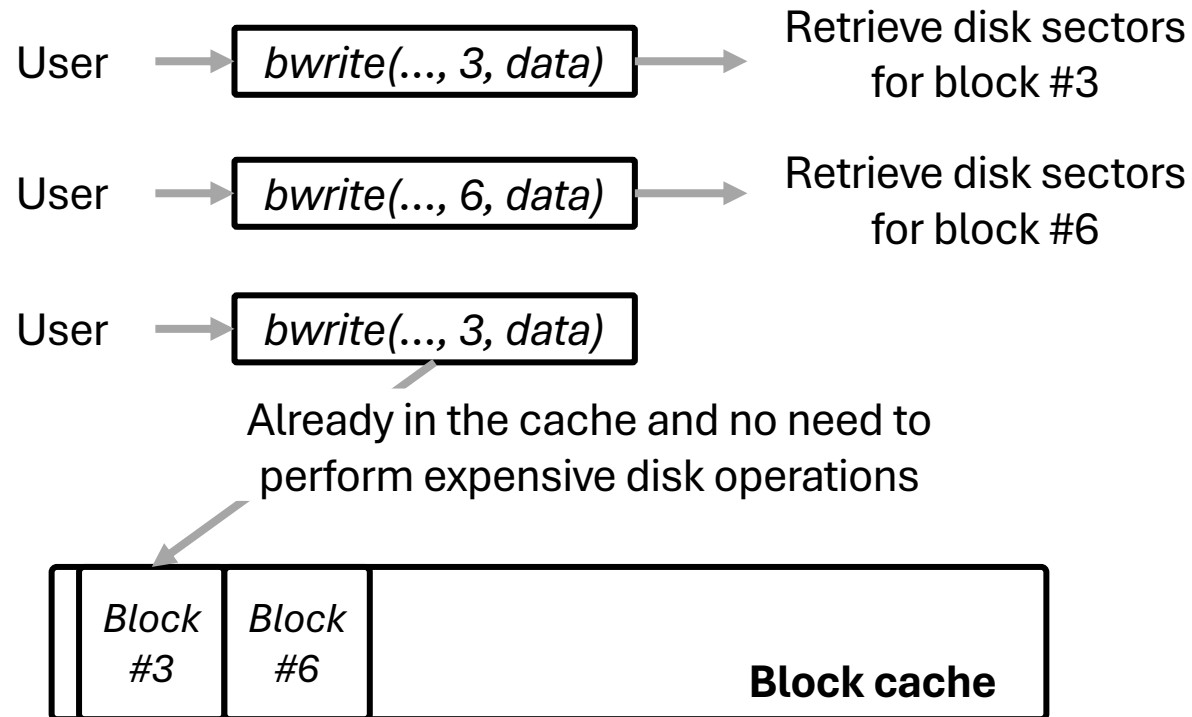 User
bwrite(..., 3, data)
Retrieve disk sectors
for block #3
User
bwrite(..., 6, data)
Retrieve disk sectors
for block #6
User
bwrite(..., 3, data)
Already in the cache and no need to
perform expensive disk operations
Block
#3
Block
#6
Block cache